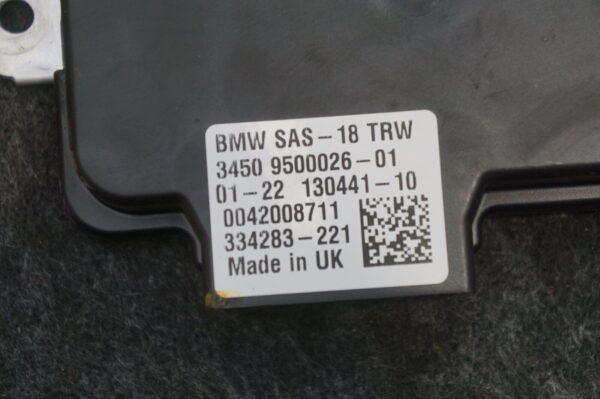 BMW SAS-18 TRW
3450 9500026-01
01-22 130441-10
0042008711
334283-221
Made in UK